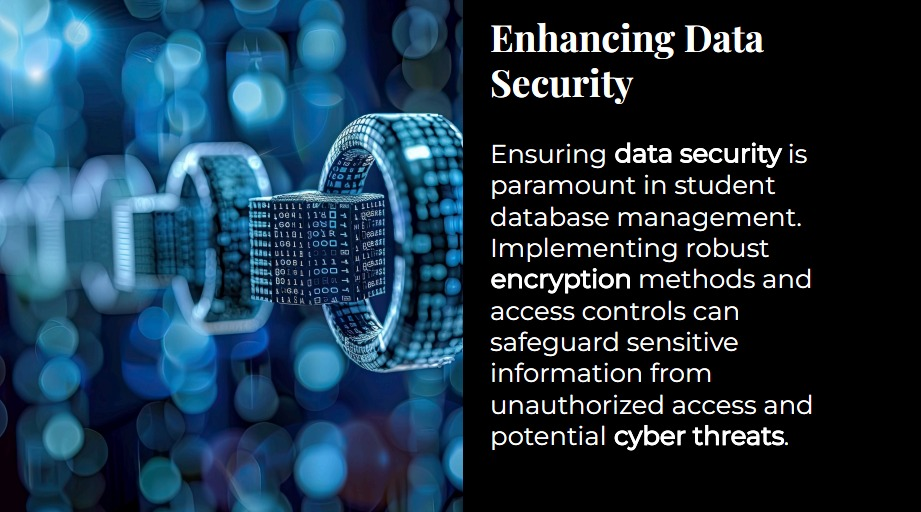 Enhancing Data
Security
Ensuring data security is
paramount in student
database management.
Implementing robust
encryption methods and
access controls can
safeguard sensitive
information from
unauthorized access and
potential cyber threats.